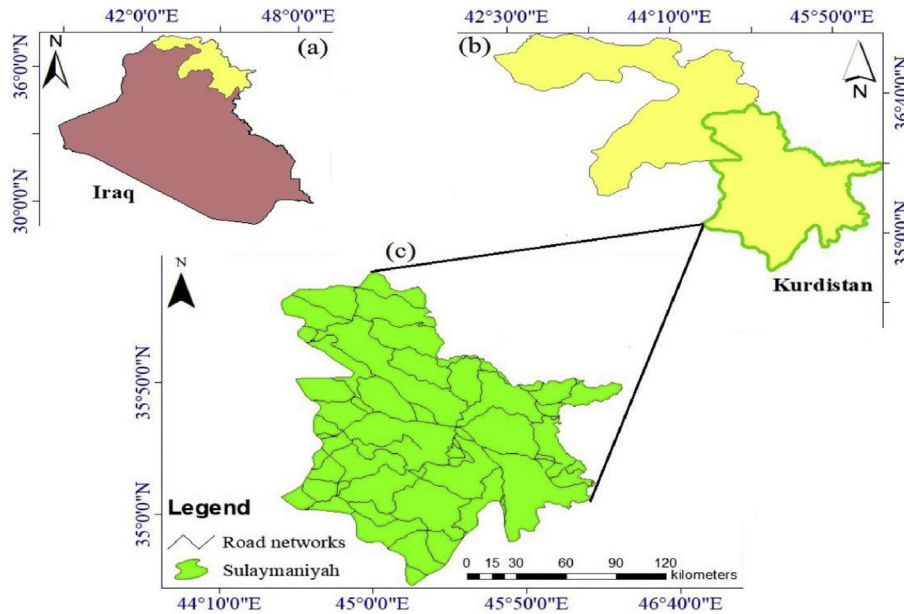 42°0'0"E
48°0'0"E
36°0'0"N
30°0'0"N
N
(a)
Iraq
42°30'0"E
44°10'0"E
45°50'0"E
(b)
N
36°40'0"N
35°0'0"N
Kurdistan
(c)
N
35°50'0"N
35°0'0"N
Legend
Road networks
Sulaymaniyah
0 15 30 60 90 120
kilometers
44°10'0"E
45°0'0"E
45°50'0"E
46°40'0"E